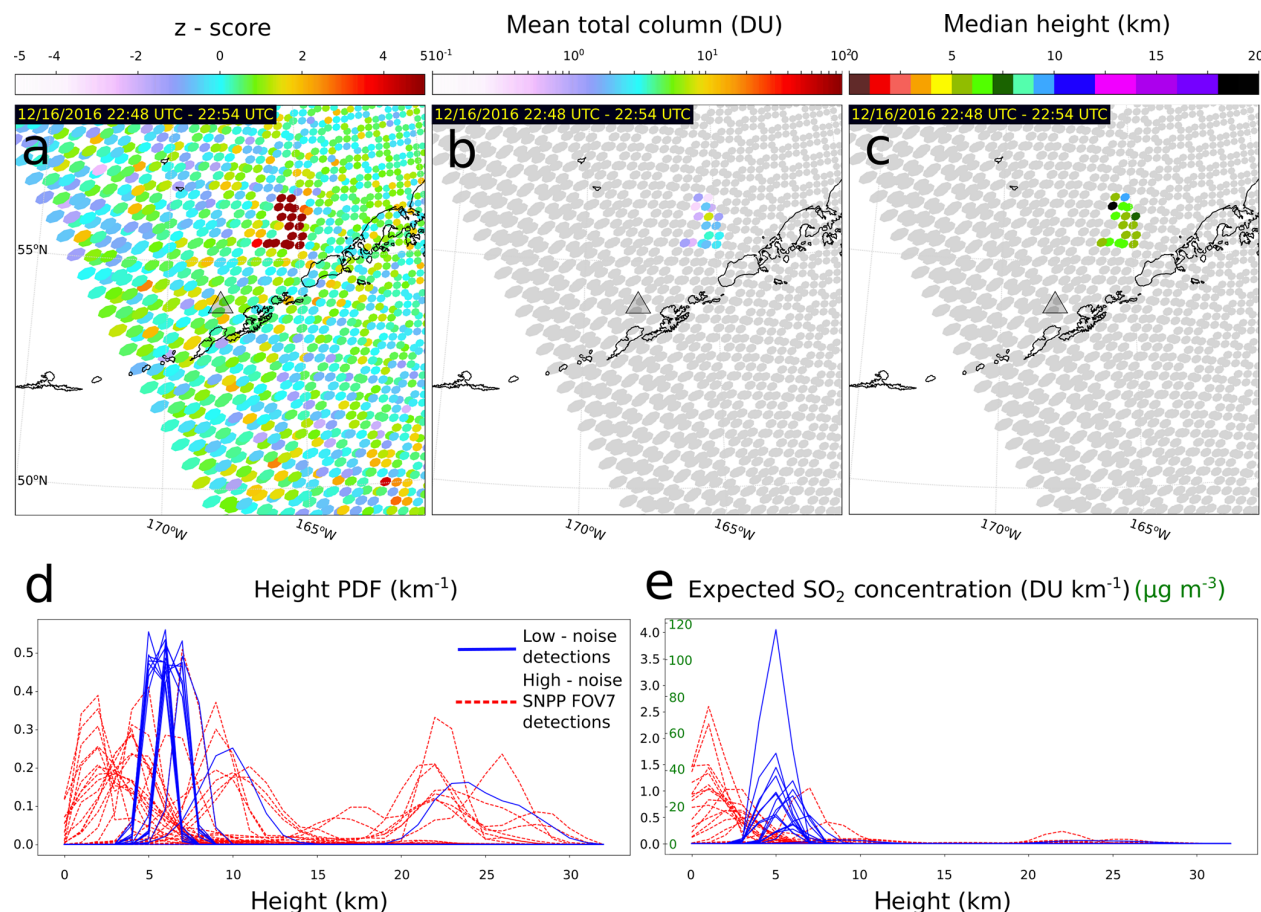 z - score
Mean total column (DU)
Median height (km)
-5 -4 -2 0 2 4 5
10⁻¹ 10⁰ 10¹ 10²
0 5 10 15 20
12/16/2016 22:48 UTC - 22:54 UTC
12/16/2016 22:48 UTC - 22:54 UTC
12/16/2016 22:48 UTC - 22:54 UTC
a
b
c
55°N
50°N
170°W 165°W
170°W 165°W
170°W 165°W
d
Height PDF (km⁻¹)
e
Expected SO₂ concentration (DU km⁻¹) (µg m⁻³)
Low - noise
detections
High - noise
SNPP FOV7
detections
0.5
0.4
0.3
0.2
0.1
0.0
0 5 10 15 20 25 30
Height (km)
4.0
3.5
3.0
2.5
2.0
1.5
1.0
0.5
0.0
120
100
80
60
40
20
0
0 5 10 15 20 25 30
Height (km)